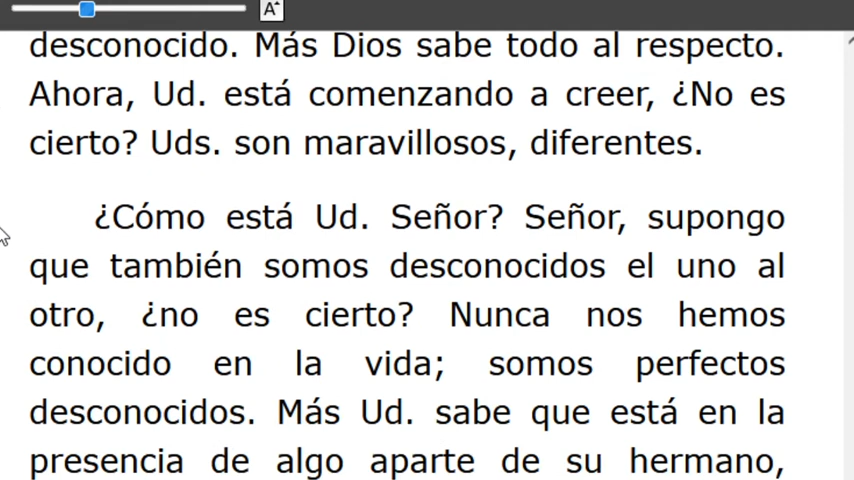 A
desconocido. Más Dios sabe todo al respecto.
Ahora, Ud. está comenzando a creer, ¿No es
cierto? Uds. son maravillosos, diferentes.
¿Cómo está Ud. Señor? Señor, supongo
que también somos desconocidos el uno al
otro, ¿no es cierto? Nunca nos hemos
conocido en la vida; somos perfectos
desconocidos. Más Ud. sabe que está en la
presencia de algo aparte de su hermano,